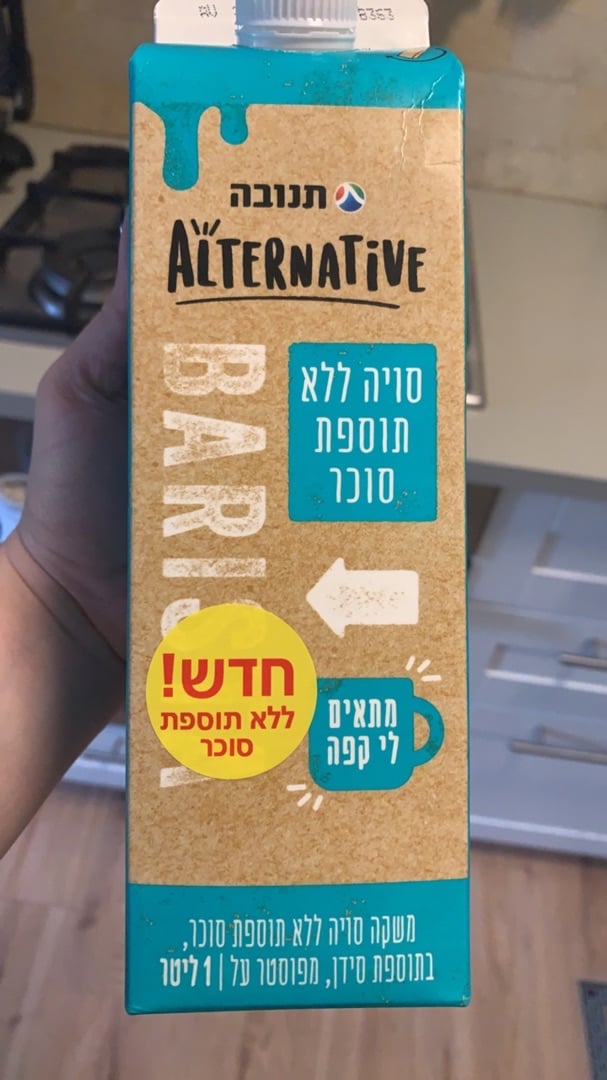 תנובה
ALTERNATIVE
BARIS
סויה ללא
תוספת
סוכר
חדש!
ללא תוספת
סוכר
מתאים
לי קפה
משקה סויה ללא תוספת סוכר,
בתוספת סידן, מפוסטר על | 1 ליטר